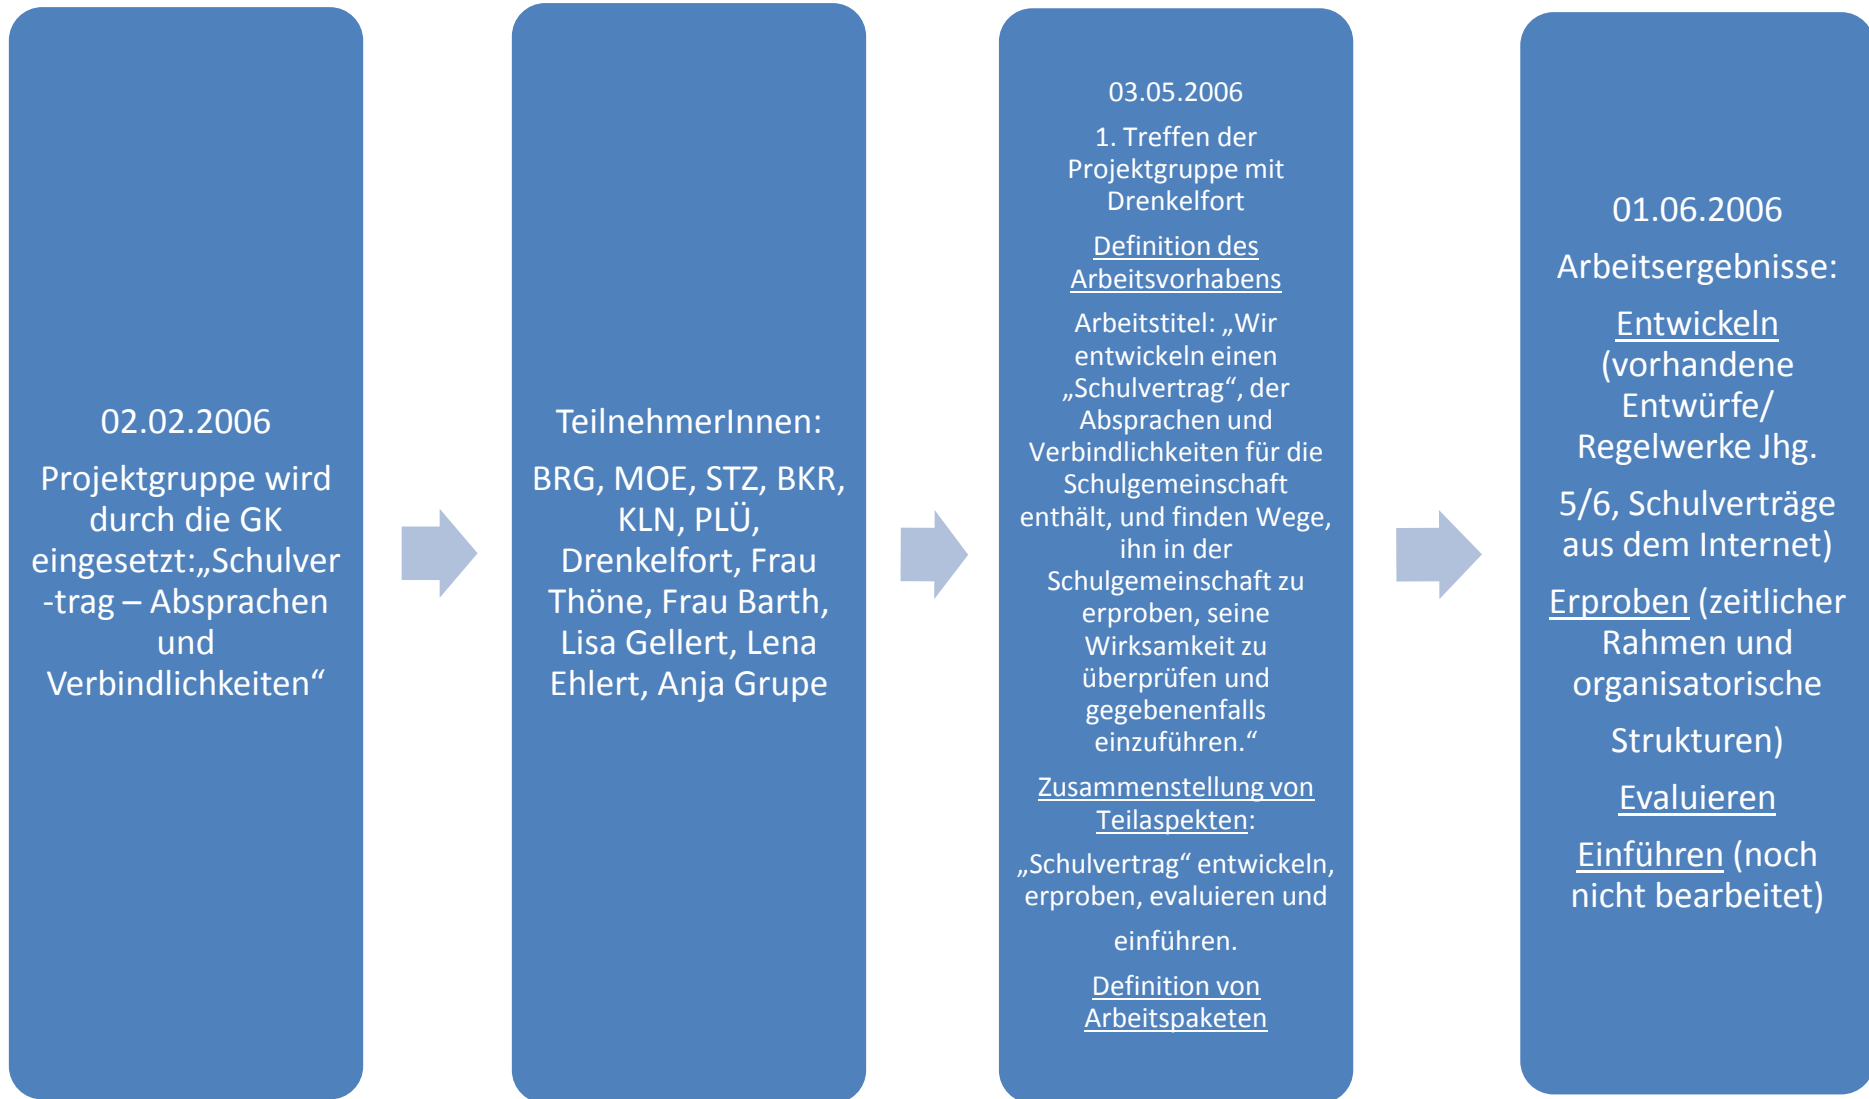 02.02.2006
Projektgruppe wird
durch die GK
eingesetzt:„Schulver
-trag – Absprachen
und
Verbindlichkeiten“
TeilnehmerInnen:
BRG, MOE, STZ, BKR,
KLN, PLÜ,
Drenkelfort, Frau
Thöne, Frau Barth,
Lisa Gellert, Lena
Ehlert, Anja Grupe
03.05.2006
1. Treffen der
Projektgruppe mit
Drenkelfort
Definition des
Arbeitsvorhabens
Arbeitstitel: „Wir
entwickeln einen
„Schulvertrag“, der
Absprachen und
Verbindlichkeiten für die
Schulgemeinschaft
enthält, und finden Wege,
ihn in der
Schulgemeinschaft zu
erproben, seine
Wirksamkeit zu
überprüfen und
gegebenenfalls
einzuführen.“
Zusammenstellung von
Teilaspekten:
„Schulvertrag“ entwickeln,
erproben, evaluieren und
einführen.
Definition von
Arbeitspaketen
01.06.2006
Arbeitsergebnisse:
Entwickeln
(vorhandene
Entwürfe/
Regelwerke Jhg.
5/6, Schulverträge
aus dem Internet)
Erproben (zeitlicher
Rahmen und
organisatorische
Strukturen)
Evaluieren
Einführen (noch
nicht bearbeitet)